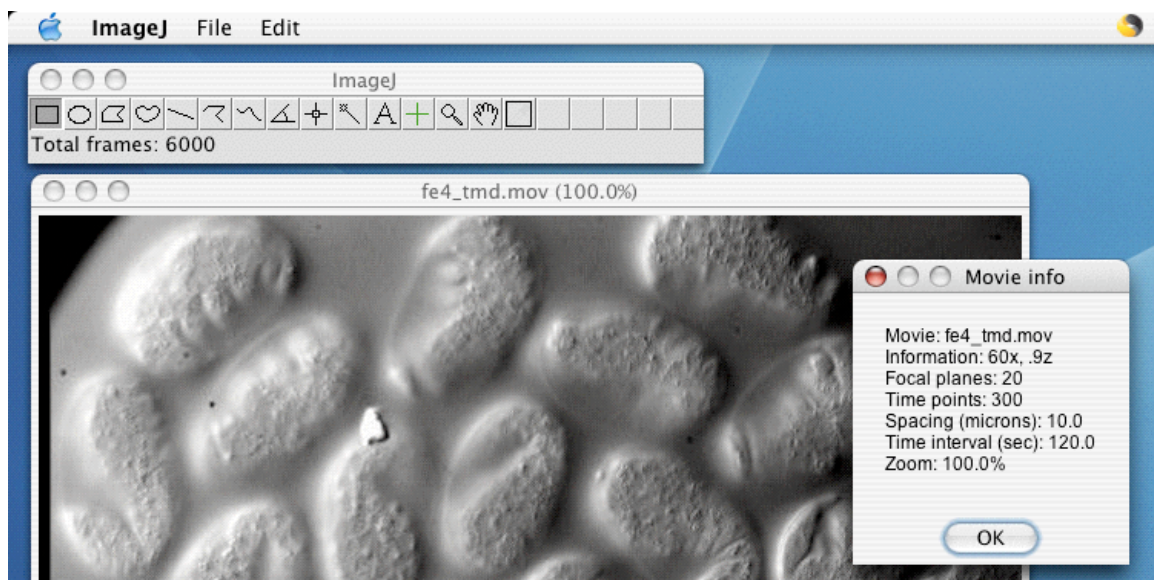 ImageJ File Edit
ImageJ
A
Total frames: 6000
fe4_tmd.mov (100.0%)
Movie info
Movie: fe4_tmd.mov
Information: 60x, .9z
Focal planes: 20
Time points: 300
Spacing (microns): 10.0
Time interval (sec): 120.0
Zoom: 100.0%
OK